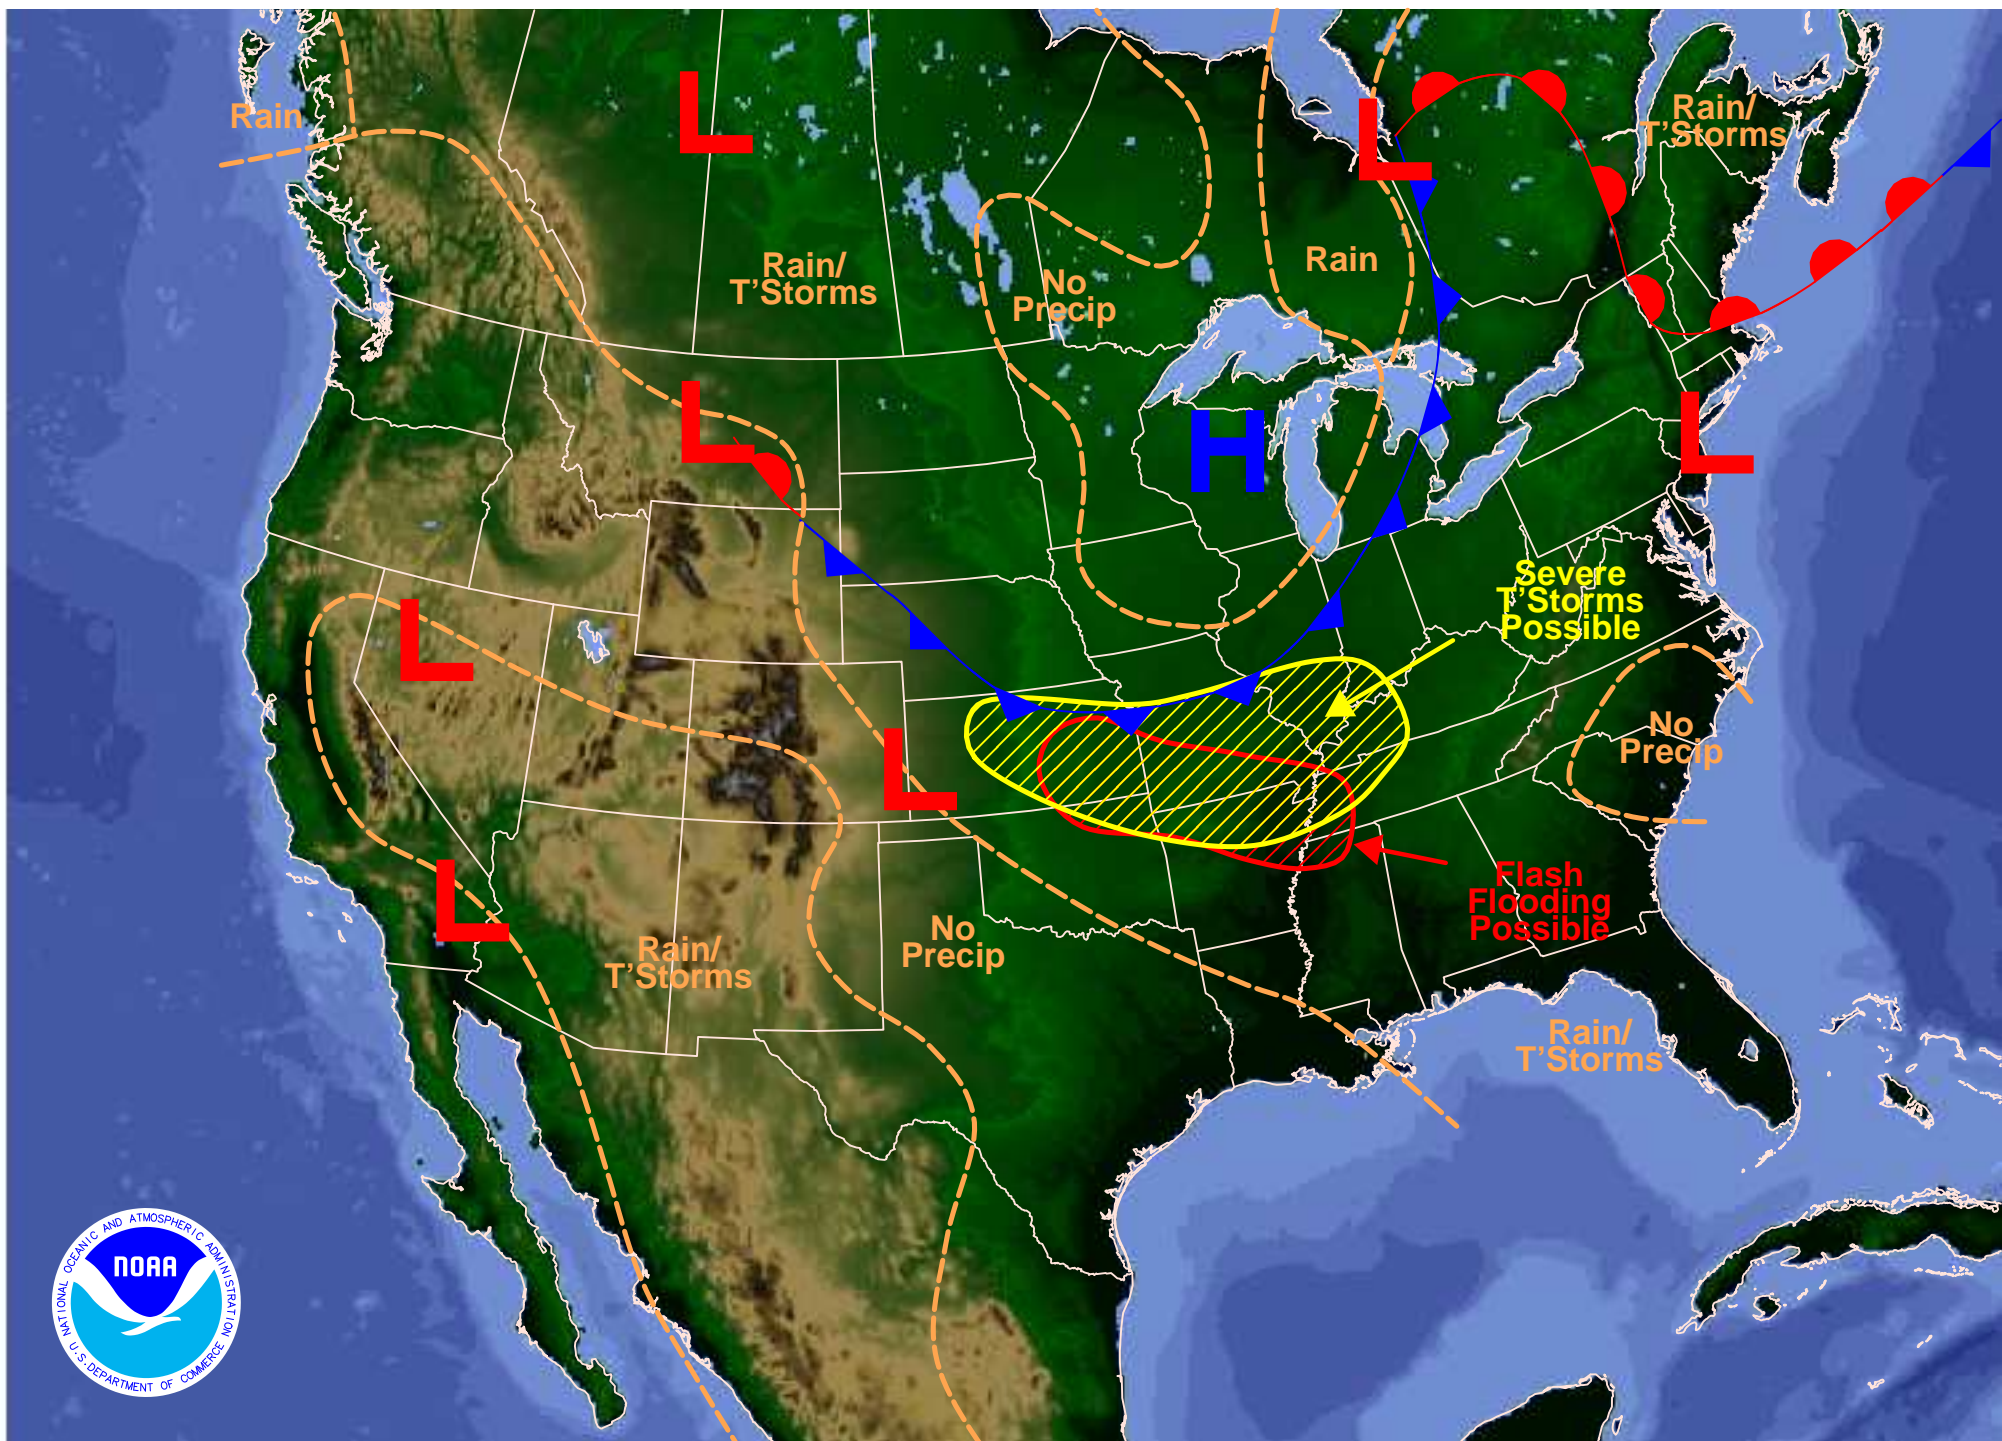 L
L
Rain
Rain/
T'Storms
Rain/
T'Storms
Rain
No
Precip
L
L
H
Severe
T'Storms
Possible
L
No
Precip
L
L
Flash
Flooding
Possible
No
Precip
Rain/
T'Storms
Rain/
T'Storms
NATIONAL OCEANIC AND ATMOSPHERIC ADMINISTRATION
NOAA
U.S. DEPARTMENT OF COMMERCE